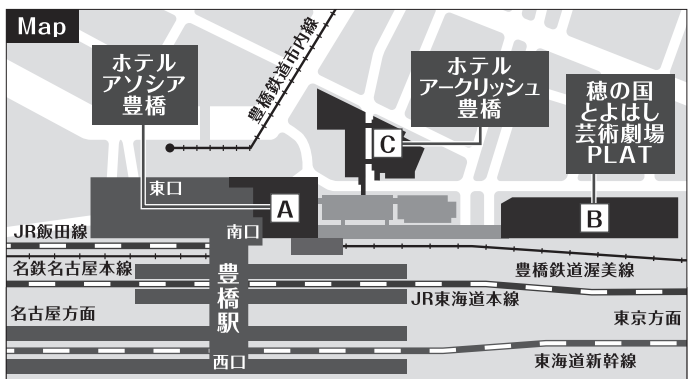 Map
ホテル
アソシア
豊橋
豊橋鉄道市内線
ホテル
アークリッシュ
豊橋
穂の国
とよはし
芸術劇場
PLAT
C
東口
A
B
南口
JR飯田線
名鉄名古屋本線
豊橋鉄道渥美線
豊橋駅
JR東海道本線
名古屋方面
東京方面
西口
東海道新幹線